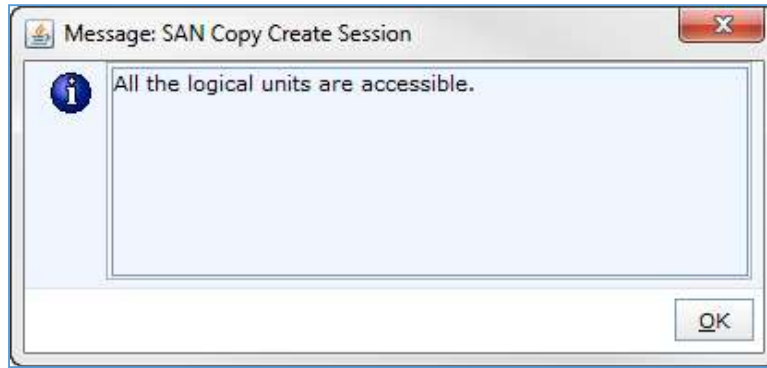 Message: SAN Copy Create Session
All the logical units are accessible.
OK